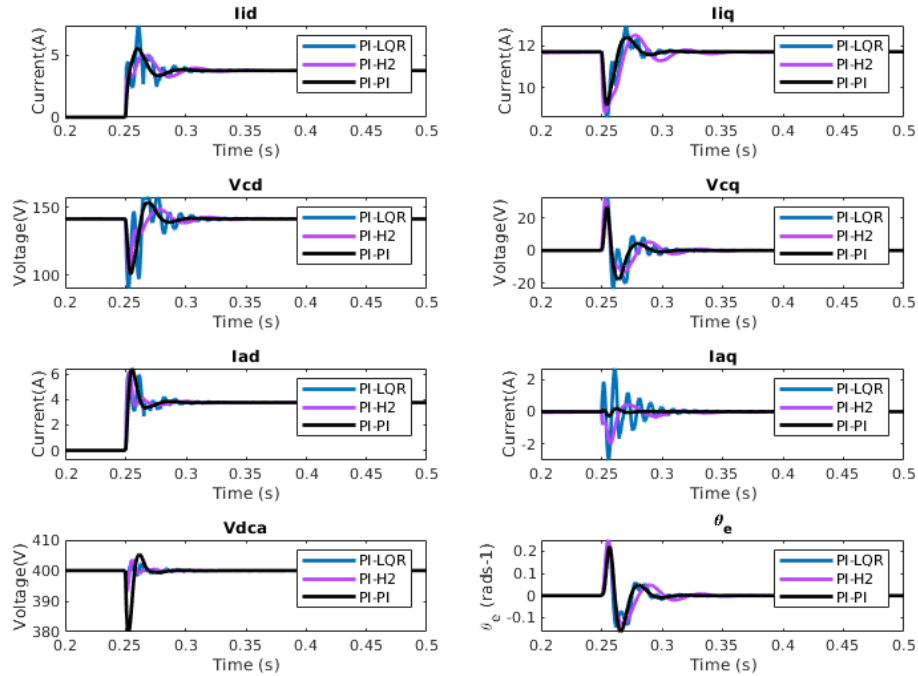 Iid
Current(A)
5
0
0.2 0.25 0.3 0.35 0.4 0.45 0.5
Time (s)
PI-LQR
PI-H2
PI-PI
Iiq
Current(A)
12
10
0.2 0.25 0.3 0.35 0.4 0.45 0.5
Time (s)
PI-LQR
PI-H2
PI-PI
Vcd
Voltage(V)
150
100
0.2 0.25 0.3 0.35 0.4 0.45 0.5
Time (s)
PI-LQR
PI-H2
PI-PI
Vcq
Voltage(V)
20
0
-20
0.2 0.25 0.3 0.35 0.4 0.45 0.5
Time (s)
PI-LQR
PI-H2
PI-PI
Iad
Current(A)
6
4
2
0
0.2 0.25 0.3 0.35 0.4 0.45 0.5
Time (s)
PI-LQR
PI-H2
PI-PI
Iaq
Current(A)
2
0
-2
0.2 0.25 0.3 0.35 0.4 0.45 0.5
Time (s)
PI-LQR
PI-H2
PI-PI
Vdca
Voltage(V)
410
400
390
380
0.2 0.25 0.3 0.35 0.4 0.45 0.5
Time (s)
PI-LQR
PI-H2
PI-PI
θe
θe (rads-1)
0.2
0.1
0
-0.1
0.2 0.25 0.3 0.35 0.4 0.45 0.5
Time (s)
PI-LQR
PI-H2
PI-PI